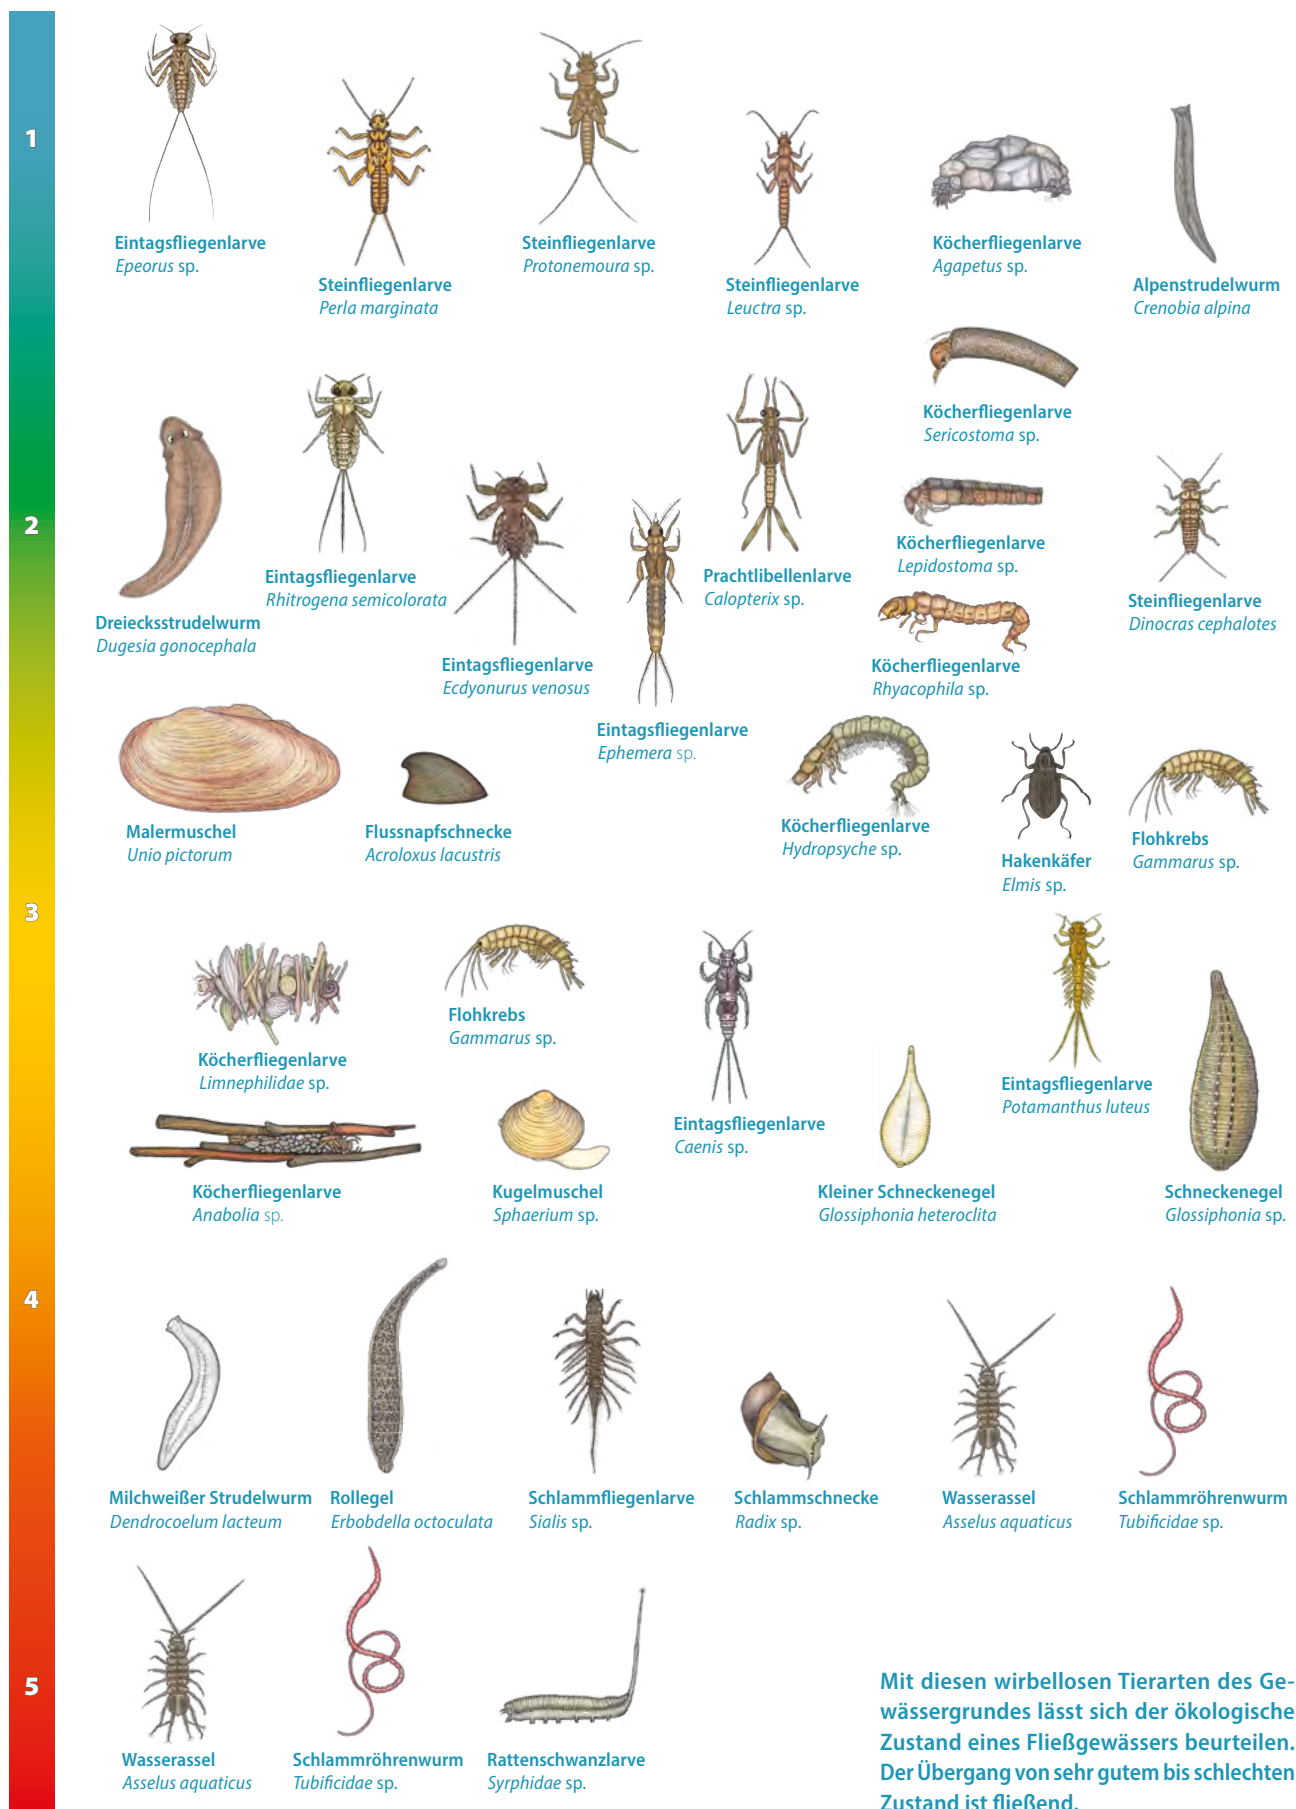 1
Eintagsfliegenlarve
Epeorus sp.
Steinfliegenlarve
Perla marginata
Steinfliegenlarve
Protonemoura sp.
Steinfliegenlarve
Leuctra sp.
Köcherfliegenlarve
Agapetus sp.
Alpenstrudelwurm
Crenobia alpina
Köcherfliegenlarve
Sericostoma sp.
2
Dreiecksstrudelwurm
Dugesia gonocephala
Eintagsfliegenlarve
Rhitrogena semicolorata
Eintagsfliegenlarve
Ecdyonurus venosus
Eintagsfliegenlarve
Ephemera sp.
Prachtlibellenlarve
Calopterix sp.
Köcherfliegenlarve
Lepidostoma sp.
Köcherfliegenlarve
Rhyacophila sp.
Steinfliegenlarve
Dinocras cephalotes
Malermuschel
Unio pictorum
Flussnapfschnecke
Acroloxus lacustris
Köcherfliegenlarve
Hydropsyche sp.
Hakenkäfer
Elmis sp.
Flohkrebs
Gammarus sp.
3
Köcherfliegenlarve
Limnephilidae sp.
Flohkrebs
Gammarus sp.
Eintagsfliegenlarve
Caenis sp.
Eintagsfliegenlarve
Potamanthus luteus
Köcherfliegenlarve
Anabolia sp.
Kugelmuschel
Sphaerium sp.
Kleiner Schneckenegel
Glossiphonia heteroclita
Schneckenegel
Glossiphonia sp.
4
Milchweißer Strudelwurm
Dendrocoelum lacteum
Rollegel
Erbobdella octoculata
Schlammfliegenlarve
Sialis sp.
Schlammschnecke
Radix sp.
Wasserassel
Asselus aquaticus
Schlammröhrenwurm
Tubificidae sp.
5
Wasserassel
Asselus aquaticus
Schlammröhrenwurm
Tubificidae sp.
Rattenschwanzlarve
Syrphidae sp.
Mit diesen wirbellosen Tierarten des Ge-
wässergrundes lässt sich der ökologische
Zustand eines Fließgewässers beurteilen.
Der Übergang von sehr gutem bis schlechten
Zustand ist fließend.